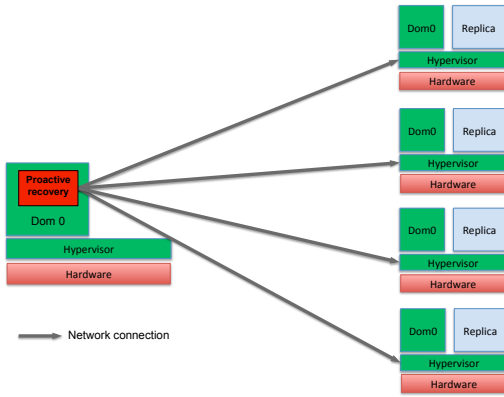 Dom0 Replica
Hypervisor
Hardware
Dom0 Replica
Hypervisor
Hardware
Proactive
recovery
Dom 0
Hypervisor
Hardware
Dom0 Replica
Hypervisor
Hardware
Dom0 Replica
Hypervisor
Hardware
Network connection